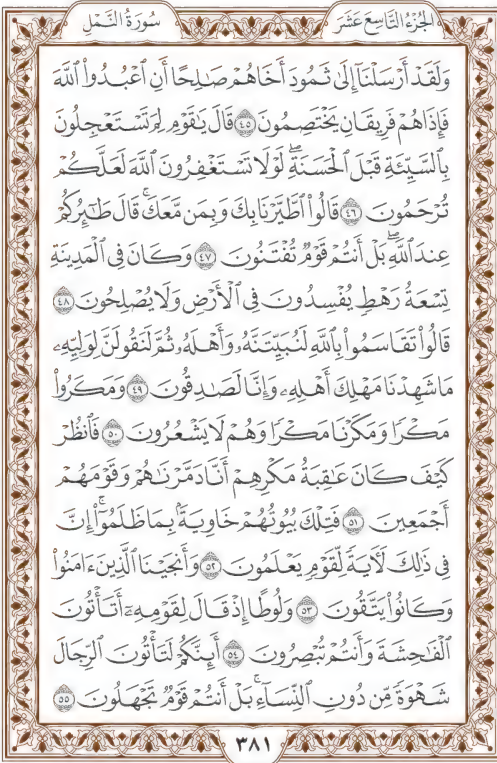 الجُزْءُ التَّاسِعَ عَشَرَ
سُورَةُ النَّمْلِ
وَلَقَدْ أَرْسَلْنَآ إِلَىٰ ثَمُودَ أَخَاهُمْ صَٰلِحًا أَنِ ٱعْبُدُوا۟ ٱللَّهَ
فَإِذَا هُمْ فَرِيقَانِ يَخْتَصِمُونَ ٤٥ قَالَ يَٰقَوْمِ لِمَ تَسْتَعْجِلُونَ
بِٱلسَّيِّئَةِ قَبْلَ ٱلْحَسَنَةِۖ لَوْلَا تَسْتَغْفِرُونَ ٱللَّهَ لَعَلَّكُمْ
تُرْحَمُونَ ٤٦ قَالُوا۟ ٱطَّيَّرْنَا بِكَ وَبِمَن مَّعَكَۚ قَالَ طَٰٓئِرُكُمْ
عِندَ ٱللَّهِۖ بَلْ أَنتُمْ قَوْمٌ تُفْتَنُونَ ٤٧ وَكَانَ فِى ٱلْمَدِينَةِ
تِسْعَةُ رَهْطٍ يُفْسِدُونَ فِى ٱلْأَرْضِ وَلَا يُصْلِحُونَ ٤٨
قَالُوا۟ تَقَاسَمُوا۟ بِٱللَّهِ لَنُبَيِّتَنَّهُۥ وَأَهْلَهُۥ ثُمَّ لَنَقُولَنَّ لِوَلِيِّهِۦ
مَا شَهِدْنَا مَهْلِكَ أَهْلِهِۦ وَإِنَّا لَصَٰدِقُونَ ٤٩ وَمَكَرُوا۟
مَكْرًا وَمَكَرْنَا مَكْرًا وَهُمْ لَا يَشْعُرُونَ ٥٠ فَٱنظُرْ
كَيْفَ كَانَ عَٰقِبَةُ مَكْرِهِمْ أَنَّا دَمَّرْنَٰهُمْ وَقَوْمَهُمْ
أَجْمَعِينَ ٥١ فَتِلْكَ بُيُوتُهُمْ خَاوِيَةًۢ بِمَا ظَلَمُوٓا۟ۚ إِنَّ
فِى ذَٰلِكَ لَءَايَةً لِّقَوْمٍ يَعْلَمُونَ ٥٢ وَأَنجَيْنَا ٱلَّذِينَ ءَامَنُوا۟
وَكَانُوا۟ يَتَّقُونَ ٥٣ وَلُوطًا إِذْ قَالَ لِقَوْمِهِۦٓ أَتَأْتُونَ
ٱلْفَٰحِشَةَ وَأَنتُمْ تُبْصِرُونَ ٥٤ أَئِنَّكُمْ لَتَأْتُونَ ٱلرِّجَالَ
شَهْوَةً مِّن دُونِ ٱلنِّسَآءِۚ بَلْ أَنتُمْ قَوْمٌ تَجْهَلُونَ ٥٥
٣٨١